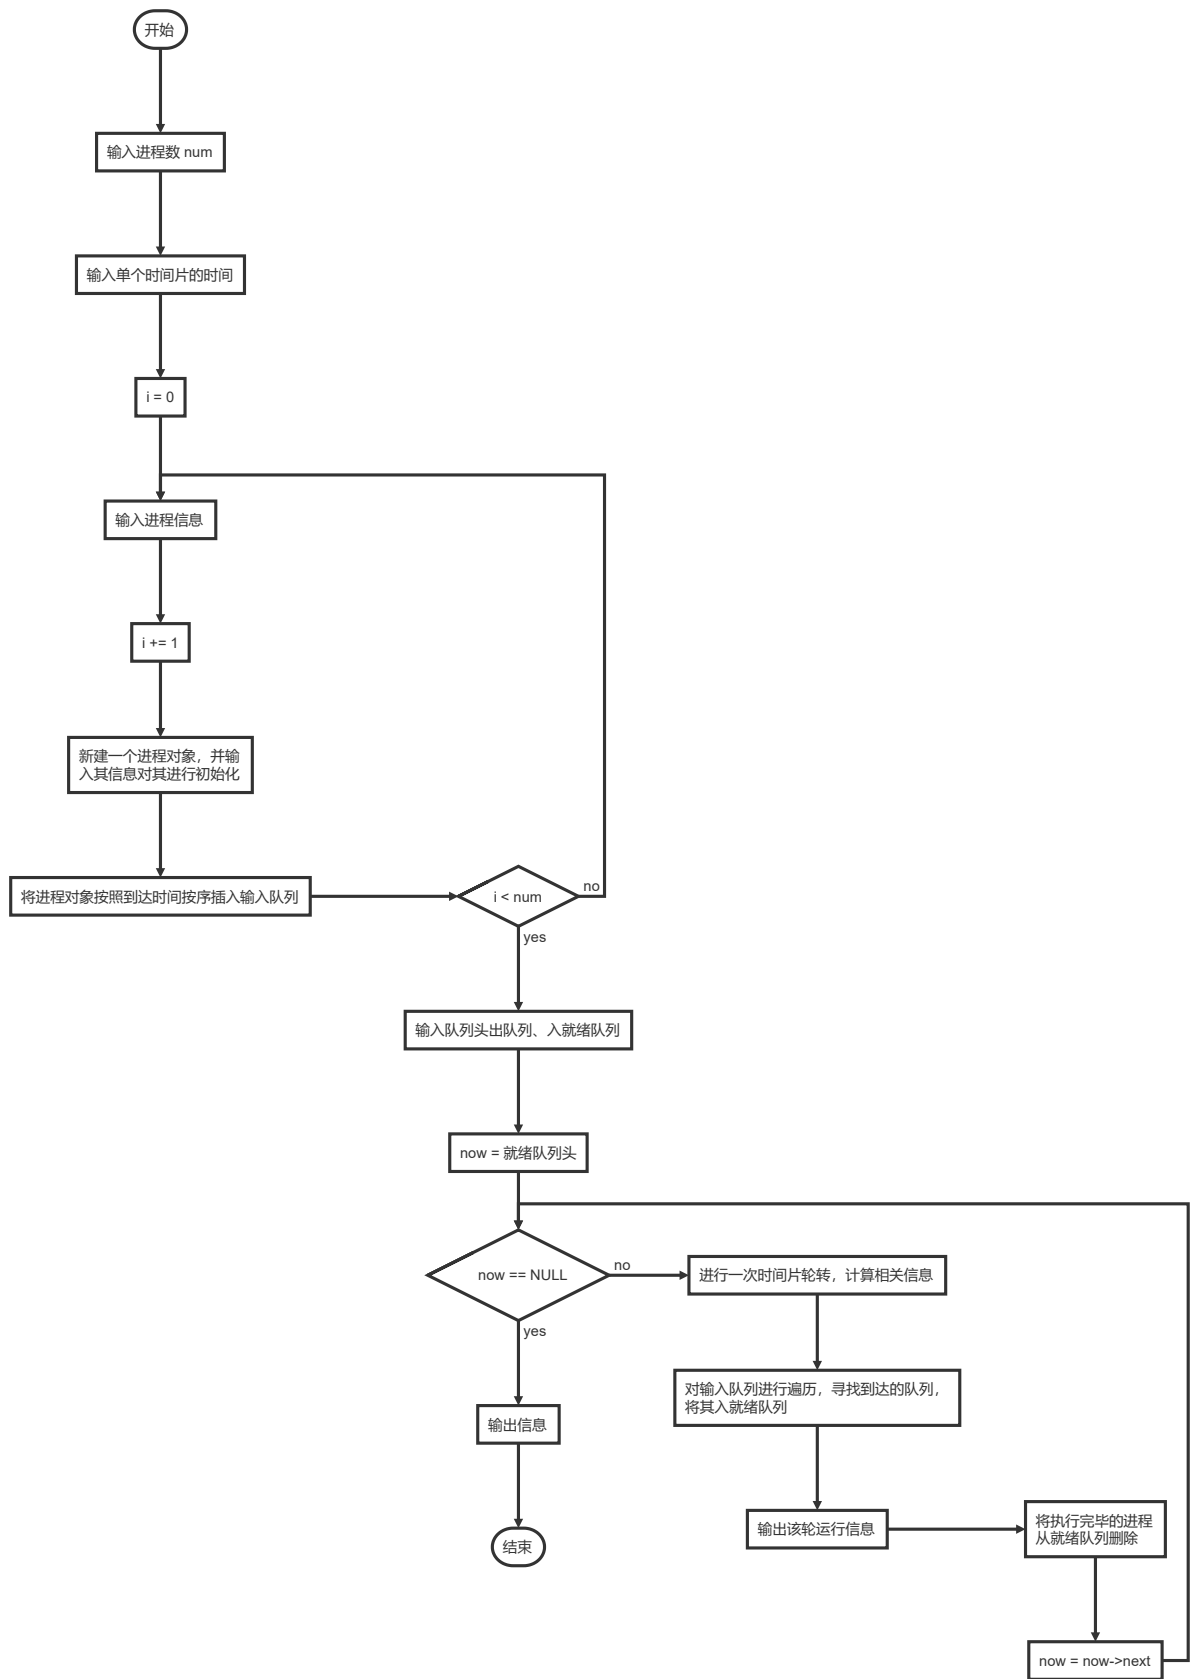 开始
输入进程数 num
输入单个时间片的时间
i = 0
输入进程信息
i += 1
新建一个进程对象，并输
入其信息对其进行初始化
将进程对象按照到达时间按序插入输入队列
i < num
no
yes
输入队列头出队列、入就绪队列
now = 就绪队列头
now == NULL
no
进行一次时间片轮转，计算相关信息
yes
对输入队列进行遍历，寻找到达的队列，
将其入就绪队列
输出信息
输出该轮运行信息
将执行完毕的进程
从就绪队列删除
结束
now = now->next